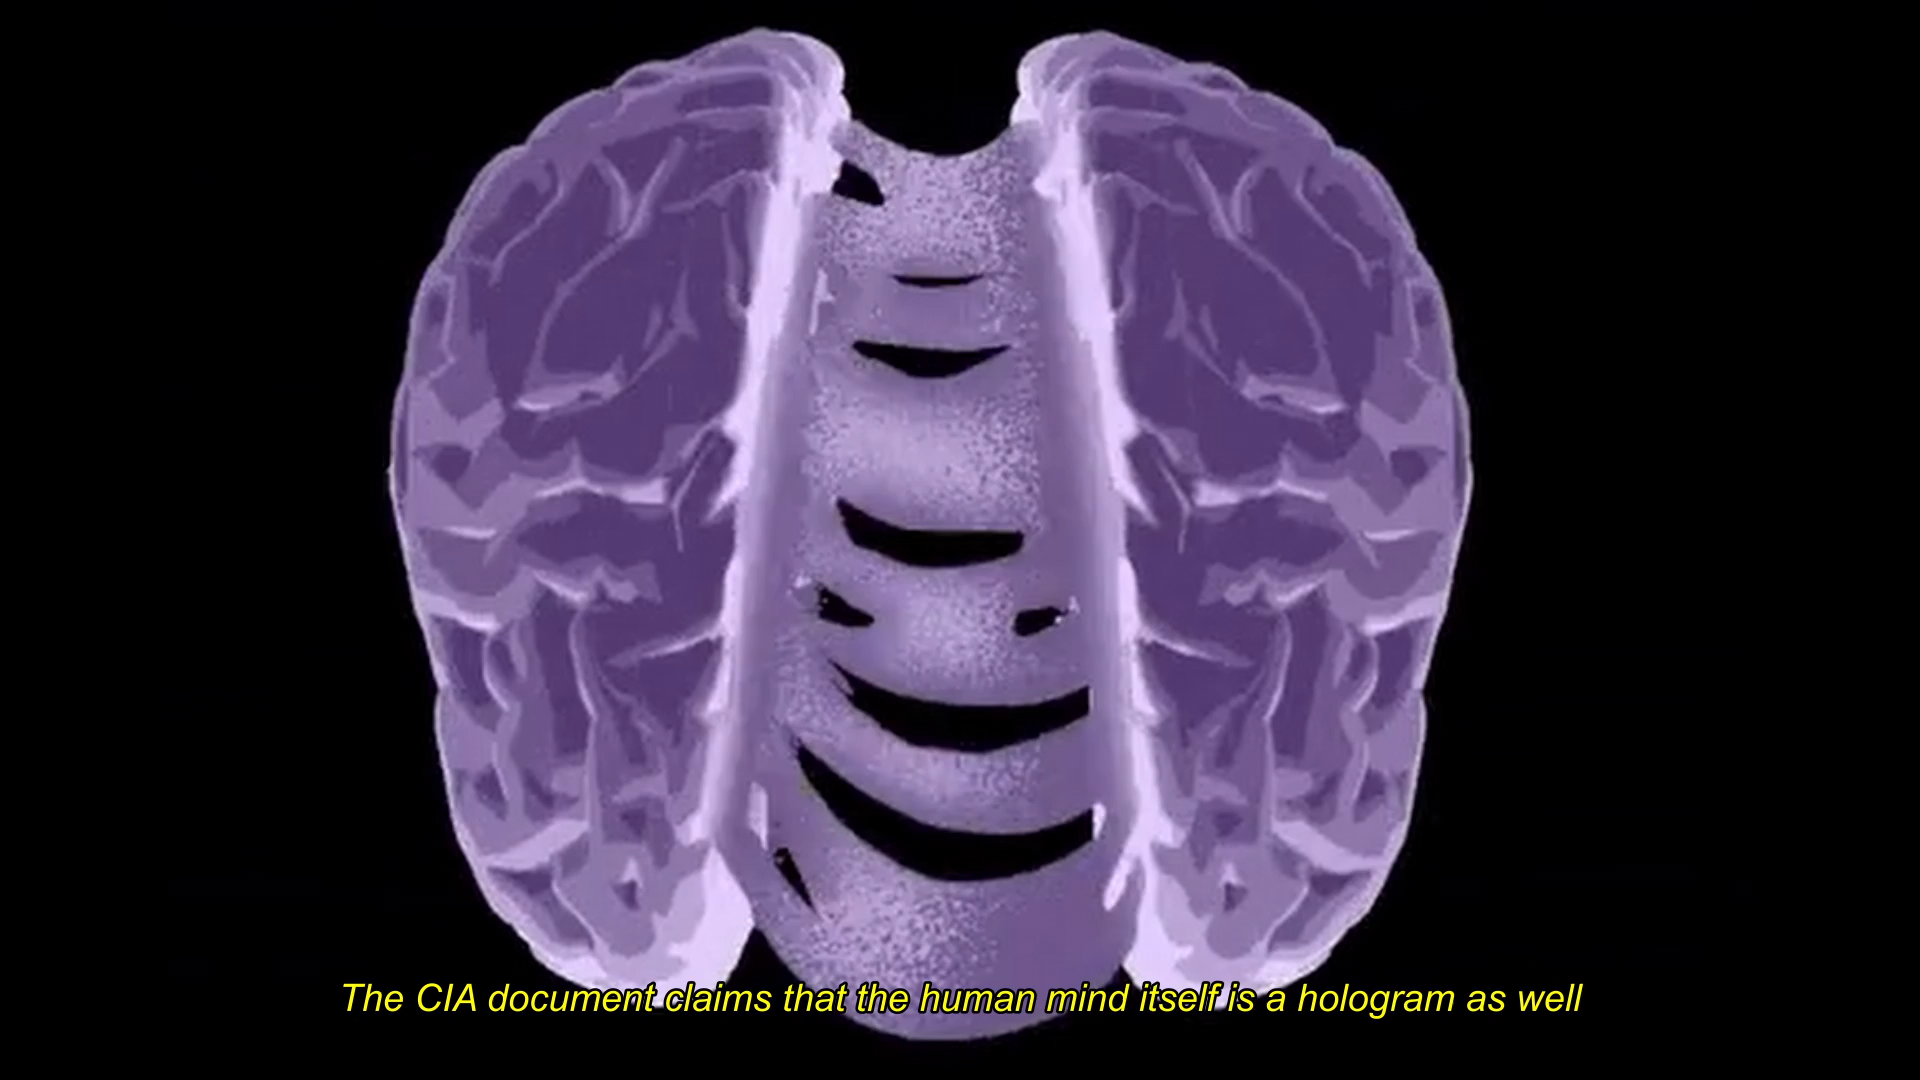 The CIA document claims that the human mind itself is a hologram as well